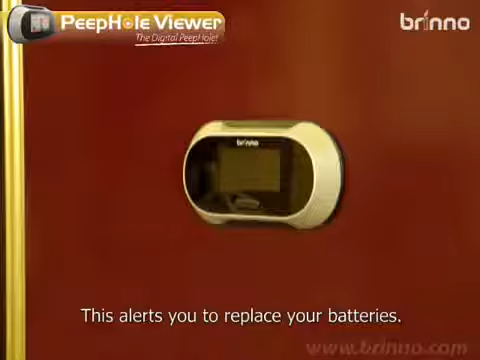 PEEPHOLE VIEWER
The Digital PeepHole!
brinno
brinno
This alerts you to replace your batteries.
www.brinno.com